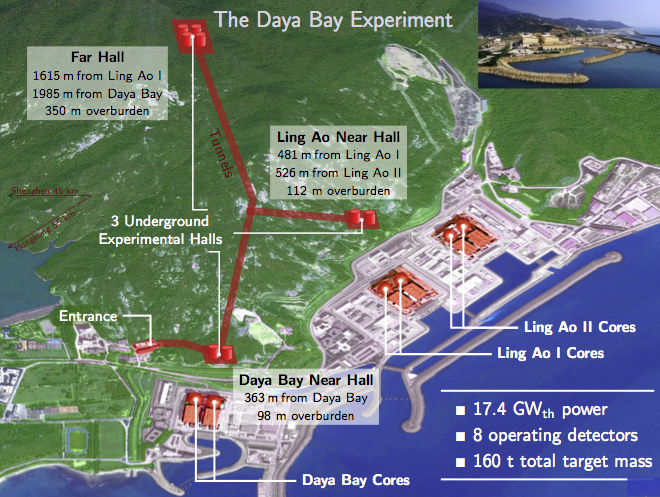 The Daya Bay Experiment
Far Hall
1615 m from Ling Ao I
1985 m from Daya Bay
350 m overburden
Tunnels
Ling Ao Near Hall
481 m from Ling Ao I
526 m from Ling Ao II
112 m overburden
Shenzhen 45 km
Hongkong 55 km
3 Underground
Experimental Halls
Entrance
Ling Ao II Cores
Ling Ao I Cores
Daya Bay Near Hall
363 m from Daya Bay
98 m overburden
■ 17.4 GWth power
■ 8 operating detectors
■ 160 t total target mass
Daya Bay Cores